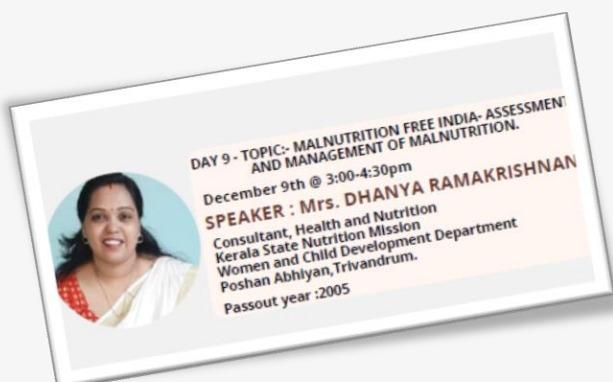 DAY 9 - TOPIC:- MALNUTRITION FREE INDIA- ASSESSMENT
AND MANAGEMENT OF MALNUTRITION.
December 9th @ 3:00-4:30pm
SPEAKER : Mrs. DHANYA RAMAKRISHNAN
Consultant, Health and Nutrition
Kerala State Nutrition Mission
Women and Child Development Department
Poshan Abhiyan,Trivandrum.
Passout year :2005